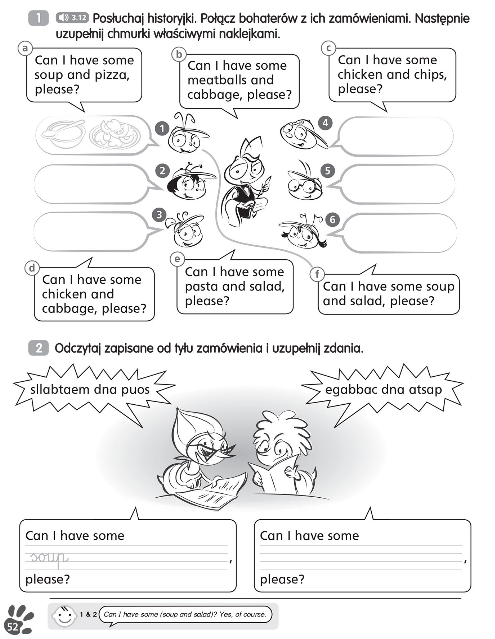 1 3.12 Posłuchaj historyjki. Połącz bohaterów z ich zamówieniami. Następnie
uzupełnij chmurki właściwymi naklejkami.
a
Can I have some
soup and pizza,
please?
b
Can I have some
meatballs and
cabbage, please?
c
Can I have some
chicken and chips,
please?
1
2
3
4
5
6
d
Can I have some
chicken and
cabbage, please?
e
Can I have some
pasta and salad,
please?
f
Can I have some soup
and salad, please?
2 Odczytaj zapisane od tyłu zamówienia i uzupełnij zdania.
sllabtaem dna puos
egabbac dna atsap
Can I have some
soup
,
please?
Can I have some
,
please?
52
1 & 2 Can I have some (soup and salad)? Yes, of course.